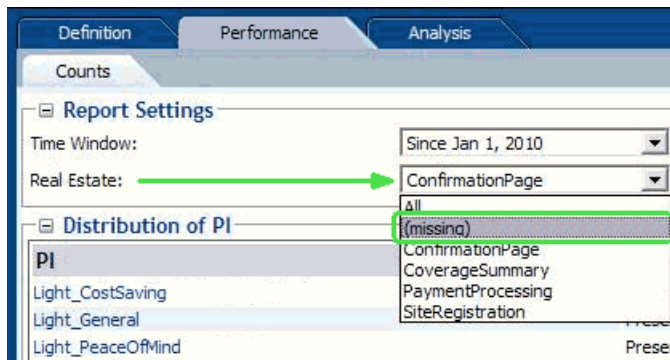 Definition Performance Analysis
Counts
Report Settings
Time Window: Since Jan 1, 2010
Real Estate: ConfirmationPage
All
(missing)
Distribution of PI ConfirmationPage
PI CoverageSummary
Light_CostSaving PaymentProcessing
Light_General SiteRegistration
Light_PeaceOfMind Prese